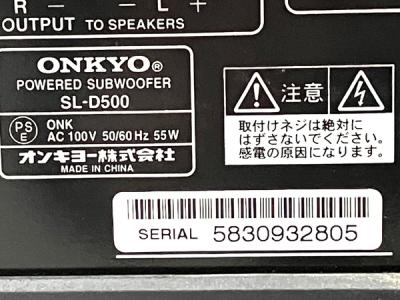 R - - L +
OUTPUT TO SPEAKERS
ONKYO®
POWERED SUBWOOFER
SL-D500
PS E
ONK
AC 100V 50/60 Hz 55W
オンキヨー株式会社
MADE IN CHINA
注意
取付けネジは絶対に
はずさないでください。
感電の原因になります。
SERIAL 5830932805